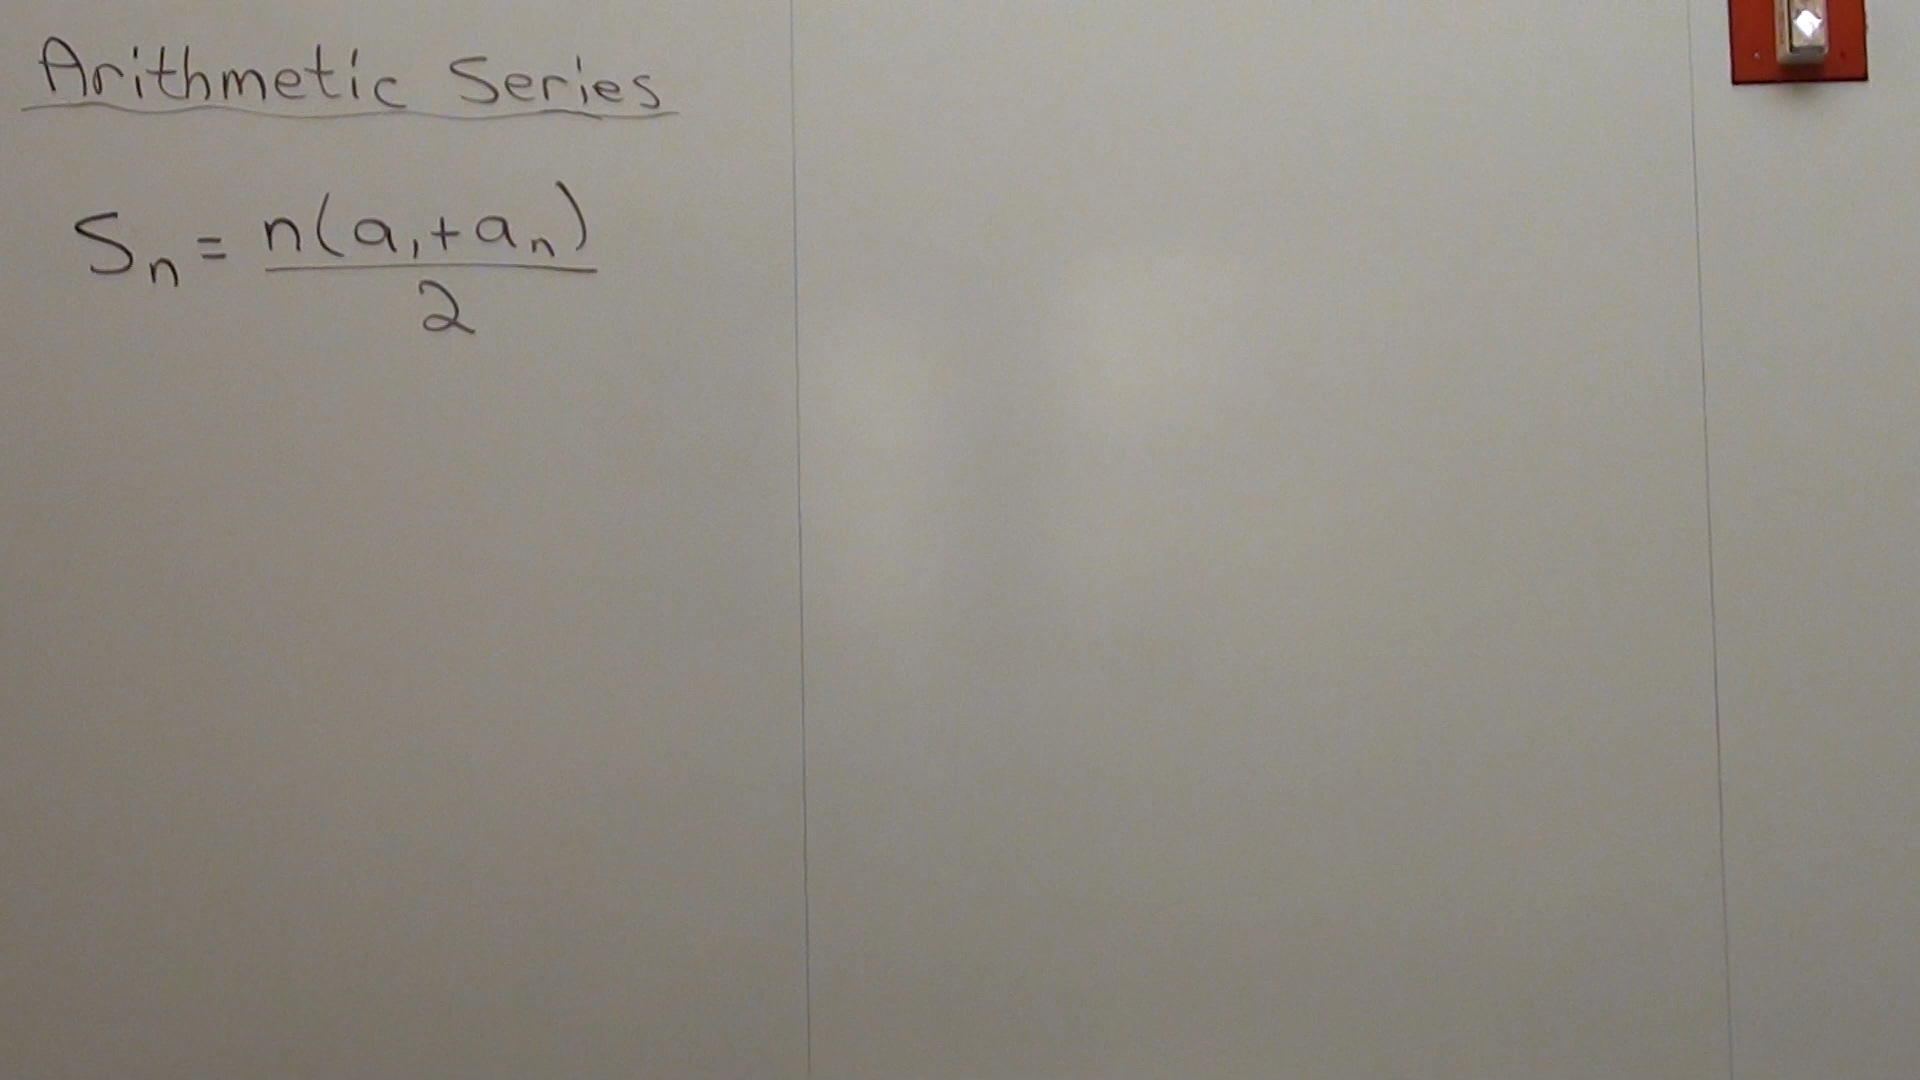 Arithmetic Series
Sn = n(a₁+aₙ)
2